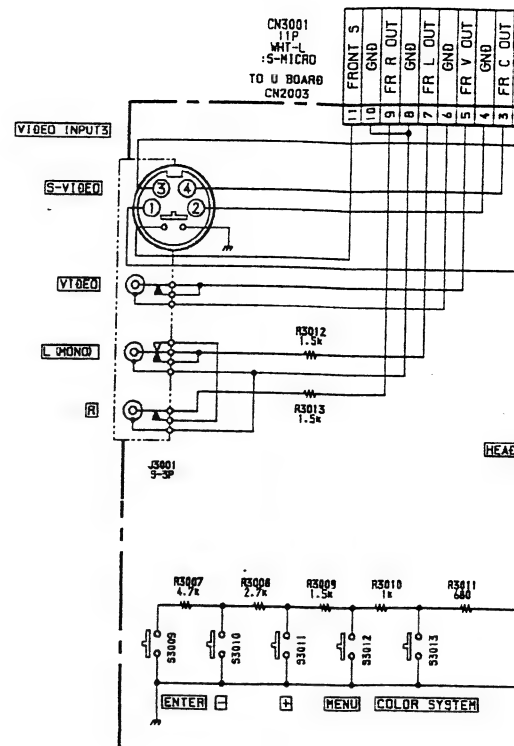 CN3001
11P
WHT-L
:S-MICRO
TO U BOARD
CN2003
11 FRONT S
10 GND
9 FR R OUT
8 GND
7 FR L OUT
6 GND
5 FR V OUT
4 GND
3 FR C OUT
VIDEO INPUT3
S-VIDEO
3 4
1 2
VIDEO
L (MONO)
R
R3012
1.5k
R3013
1.5k
J3001
S-3P
HEAD
R3007
4.7k
R3008
2.7k
R3009
1.5k
R3010
1k
R3011
680
S3009
S3010
S3011
S3012
S3013
ENTER
-
+
MENU
COLOR SYSTEM